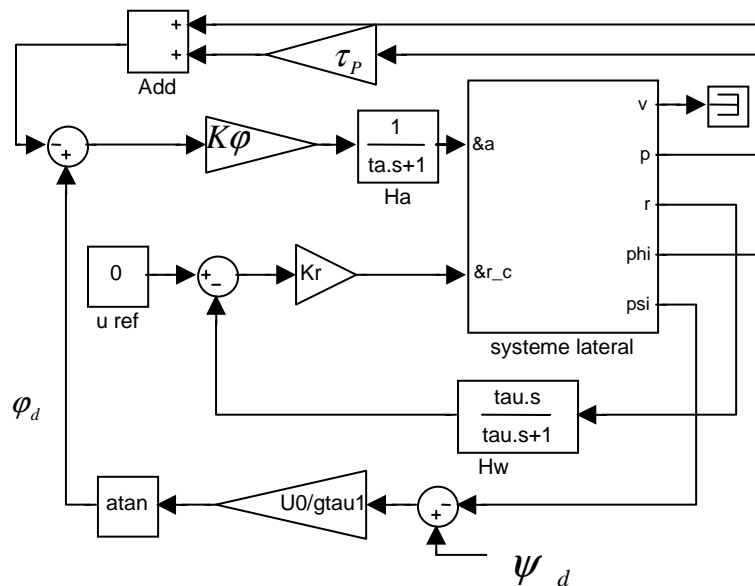 +
+
τ_P
Add
v
-
+
Kφ
1
ta.s+1
Ha
&a
p
r
0
u ref
+
-
Kr
&r_c
phi
psi
systeme lateral
tau.s
tau.s+1
Hw
φ_d
atan
U0/gtau1
-
+
ψ_d